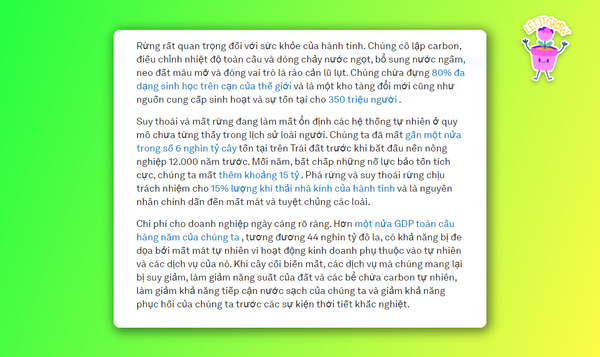 LET IT GROW
Rừng rất quan trọng đối với sức khỏe của hành tinh. Chúng cô lập carbon,
điều chỉnh nhiệt độ toàn cầu và dòng chảy nước ngọt, bổ sung nước ngầm,
neo đất màu mỡ và đóng vai trò là rào cản lũ lụt. Chúng chứa đựng 80% đa
dạng sinh học trên cạn của thế giới và là một kho tàng đổi mới cũng như
nguồn cung cấp sinh hoạt và sự tồn tại cho 350 triệu người .
Suy thoái và mất rừng đang làm mất ổn định các hệ thống tự nhiên ở quy
mô chưa từng thấy trong lịch sử loài người. Chúng ta đã mất gần một nửa
trong số 6 nghìn tỷ cây tồn tại trên Trái đất trước khi bắt đầu nền nông
nghiệp 12.000 năm trước. Mỗi năm, bất chấp những nỗ lực bảo tồn tích
cực, chúng ta mất thêm khoảng 15 tỷ . Phá rừng và suy thoái rừng chịu
trách nhiệm cho 15% lượng khí thải nhà kính của hành tinh và là nguyên
nhân chính dẫn đến mất mát và tuyệt chủng các loài.
Chi phí cho doanh nghiệp ngày càng rõ ràng. Hơn một nửa GDP toàn cầu
hàng năm của chúng ta , tương đương 44 nghìn tỷ đô la, có khả năng bị đe
dọa bởi mất mát tự nhiên vì hoạt động kinh doanh phụ thuộc vào tự nhiên
và các dịch vụ của nó. Khi cây cối biến mất, các dịch vụ mà chúng mang lại
bị suy giảm, làm giảm năng suất của đất và các bể chứa carbon tự nhiên,
làm giảm khả năng tiếp cận nước sạch của chúng ta và giảm khả năng
phục hồi của chúng ta trước các sự kiện thời tiết khắc nghiệt.